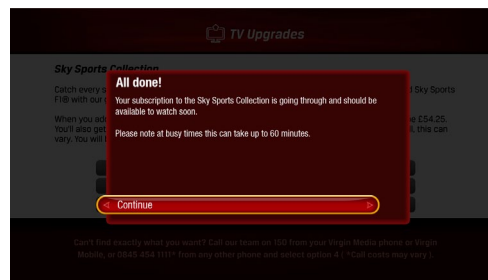 TV Upgrades
Sky Sports Collection
Catch every s
d Sky Sports
F1® with our
All done!
Your subscription to the Sky Sports Collection is going through and should be
available to watch soon.
When you add
be £54.25.
You'll also get
ll, this can
vary. You will
Please note at busy times this can take up to 60 minutes.
Continue
Can't find exactly what you want? Call our team on 150 from your Virgin Media phone or Virgin
Mobile, or 0845 454 1111* from any other phone and select option 4 ( *Call costs may vary ).